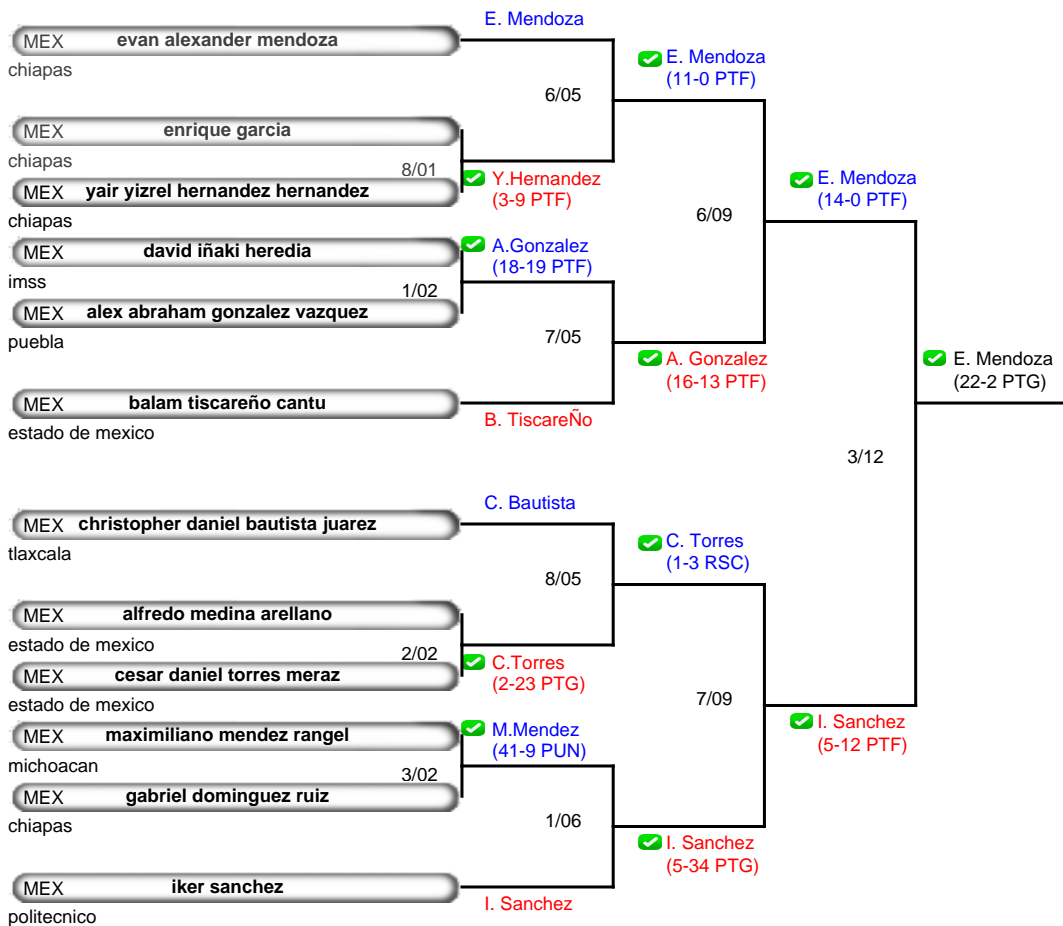 E. Mendoza
MEX evan alexander mendoza
chiapas
E. Mendoza
(11-0 PTF)
6/05
MEX enrique garcia
chiapas
8/01
MEX yair yizrel hernandez hernandez
chiapas
Y.Hernandez
(3-9 PTF)
E. Mendoza
(14-0 PTF)
6/09
MEX david iñaki heredia
imss
A.Gonzalez
(18-19 PTF)
1/02
MEX alex abraham gonzalez vazquez
puebla
7/05
A. Gonzalez
(16-13 PTF)
E. Mendoza
(22-2 PTG)
MEX balam tiscareño cantu
estado de mexico
B. TiscareÑo
3/12
C. Bautista
MEX christopher daniel bautista juarez
tlaxcala
C. Torres
(1-3 RSC)
8/05
MEX alfredo medina arellano
estado de mexico
2/02
MEX cesar daniel torres meraz
estado de mexico
C.Torres
(2-23 PTG)
7/09
I. Sanchez
(5-12 PTF)
MEX maximiliano mendez rangel
michoacan
M.Mendez
(41-9 PUN)
3/02
MEX gabriel dominguez ruiz
chiapas
1/06
I. Sanchez
(5-34 PTG)
MEX iker sanchez
politecnico
I. Sanchez